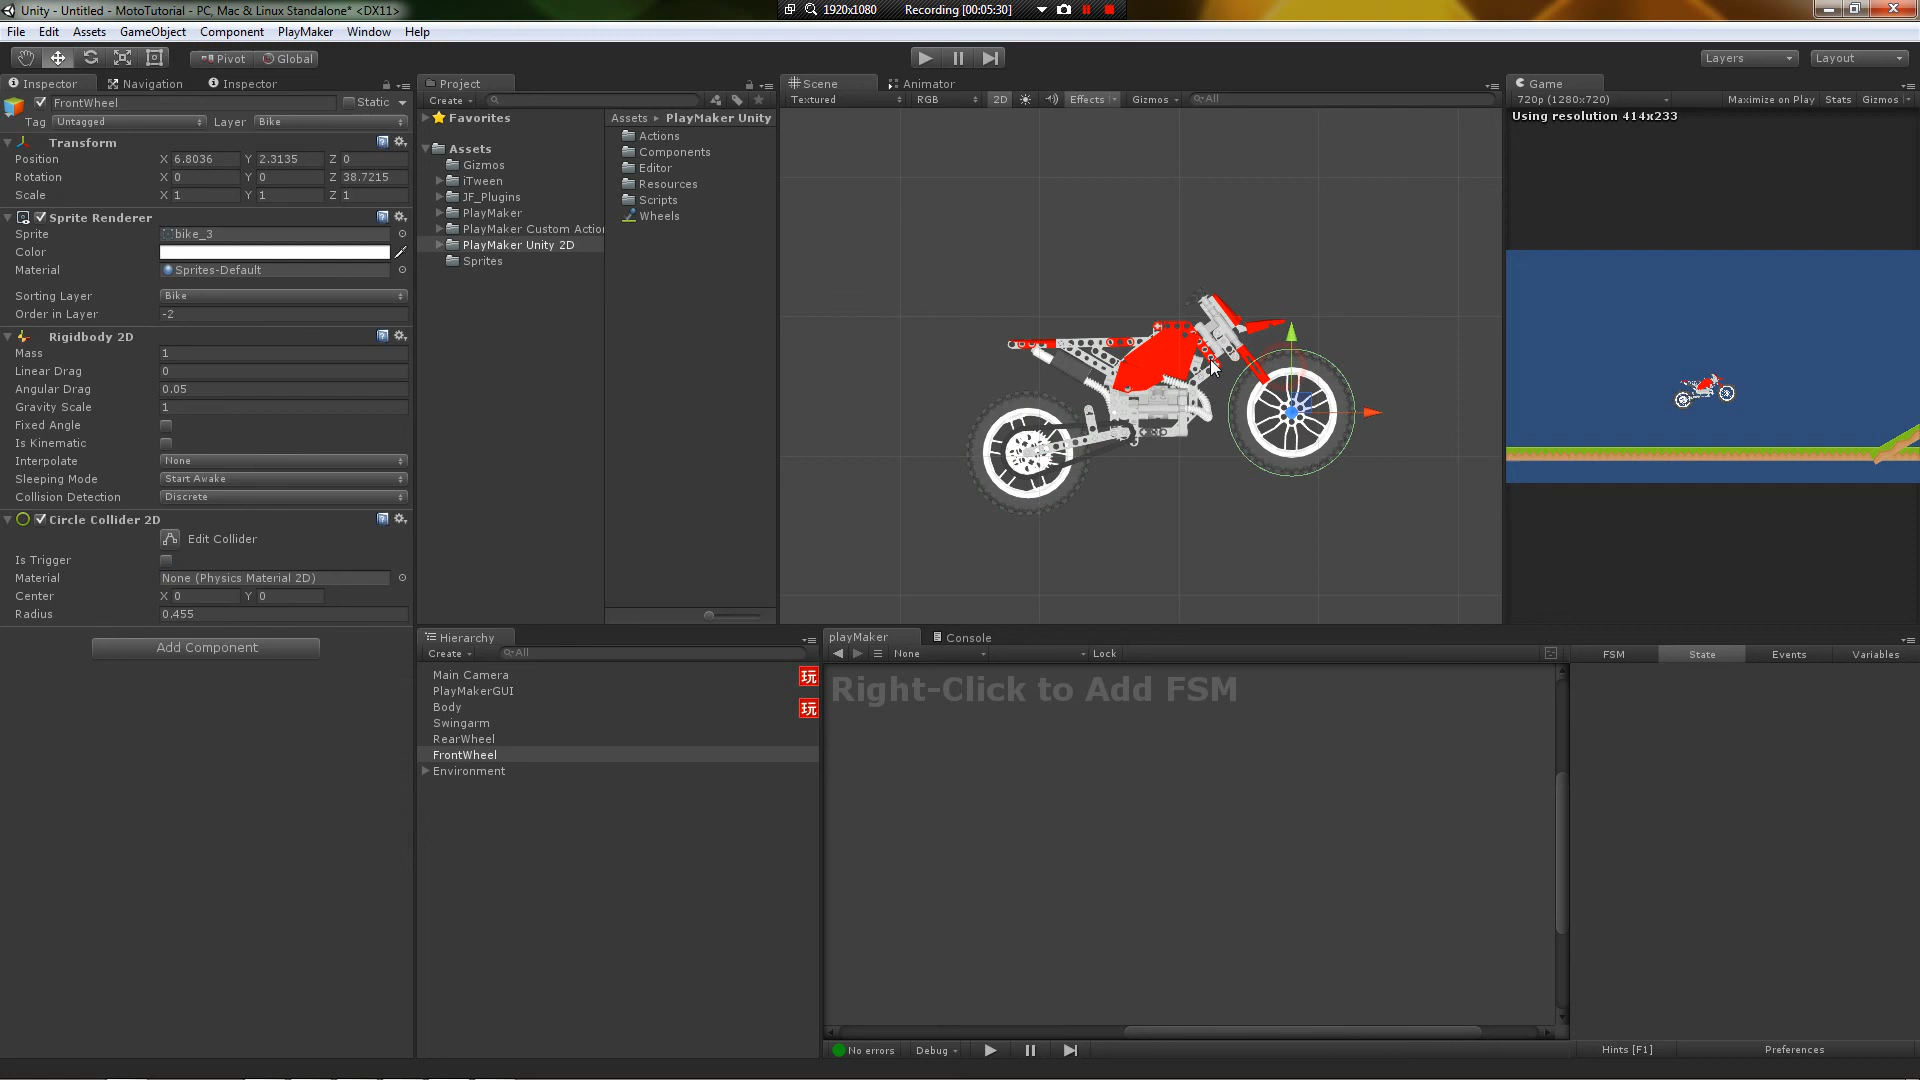 Unity - Untitled - MotoTutorial - PC, Mac & Linux Standalone* <DX11>
1920x1080 Recording [00:05:30]
File Edit Assets GameObject Component PlayMaker Window Help
Pivot Global Layers Layout
Inspector Navigation Inspector
FrontWheel Static
Tag Untagged Layer Bike
Transform
Position X 6.8036 Y 2.3135 Z 0
Rotation X 0 Y 0 Z 38.7215
Scale X 1 Y 1 Z 1
Sprite Renderer
Sprite bike_3
Color
Material Sprites-Default
Sorting Layer Bike
Order in Layer -2
Rigidbody 2D
Mass 1
Linear Drag 0
Angular Drag 0.05
Gravity Scale 1
Fixed Angle
Is Kinematic
Interpolate None
Sleeping Mode Start Awake
Collision Detection Discrete
Circle Collider 2D
Edit Collider
Is Trigger
Material None (Physics Material 2D)
Center X 0 Y 0
Radius 0.455
Add Component
Project
Create
Favorites
Assets
Gizmos
iTween
JF_Plugins
PlayMaker
PlayMaker Custom Actio
PlayMaker Unity 2D
Sprites
Assets PlayMaker Unity
Actions
Components
Editor
Resources
Scripts
Wheels
Scene Animator
Textured RGB 2D Effects Gizmos All
Game
720p (1280x720) Maximize on Play Stats Gizmos
Using resolution 414x233
Hierarchy
Create All
Main Camera 玩
PlayMakerGUI
Body 玩
Swingarm
RearWheel
FrontWheel
Environment
playMaker Console
None Lock FSM State Events Variables
Right-Click to Add FSM
No errors Debug Hints [F1] Preferences